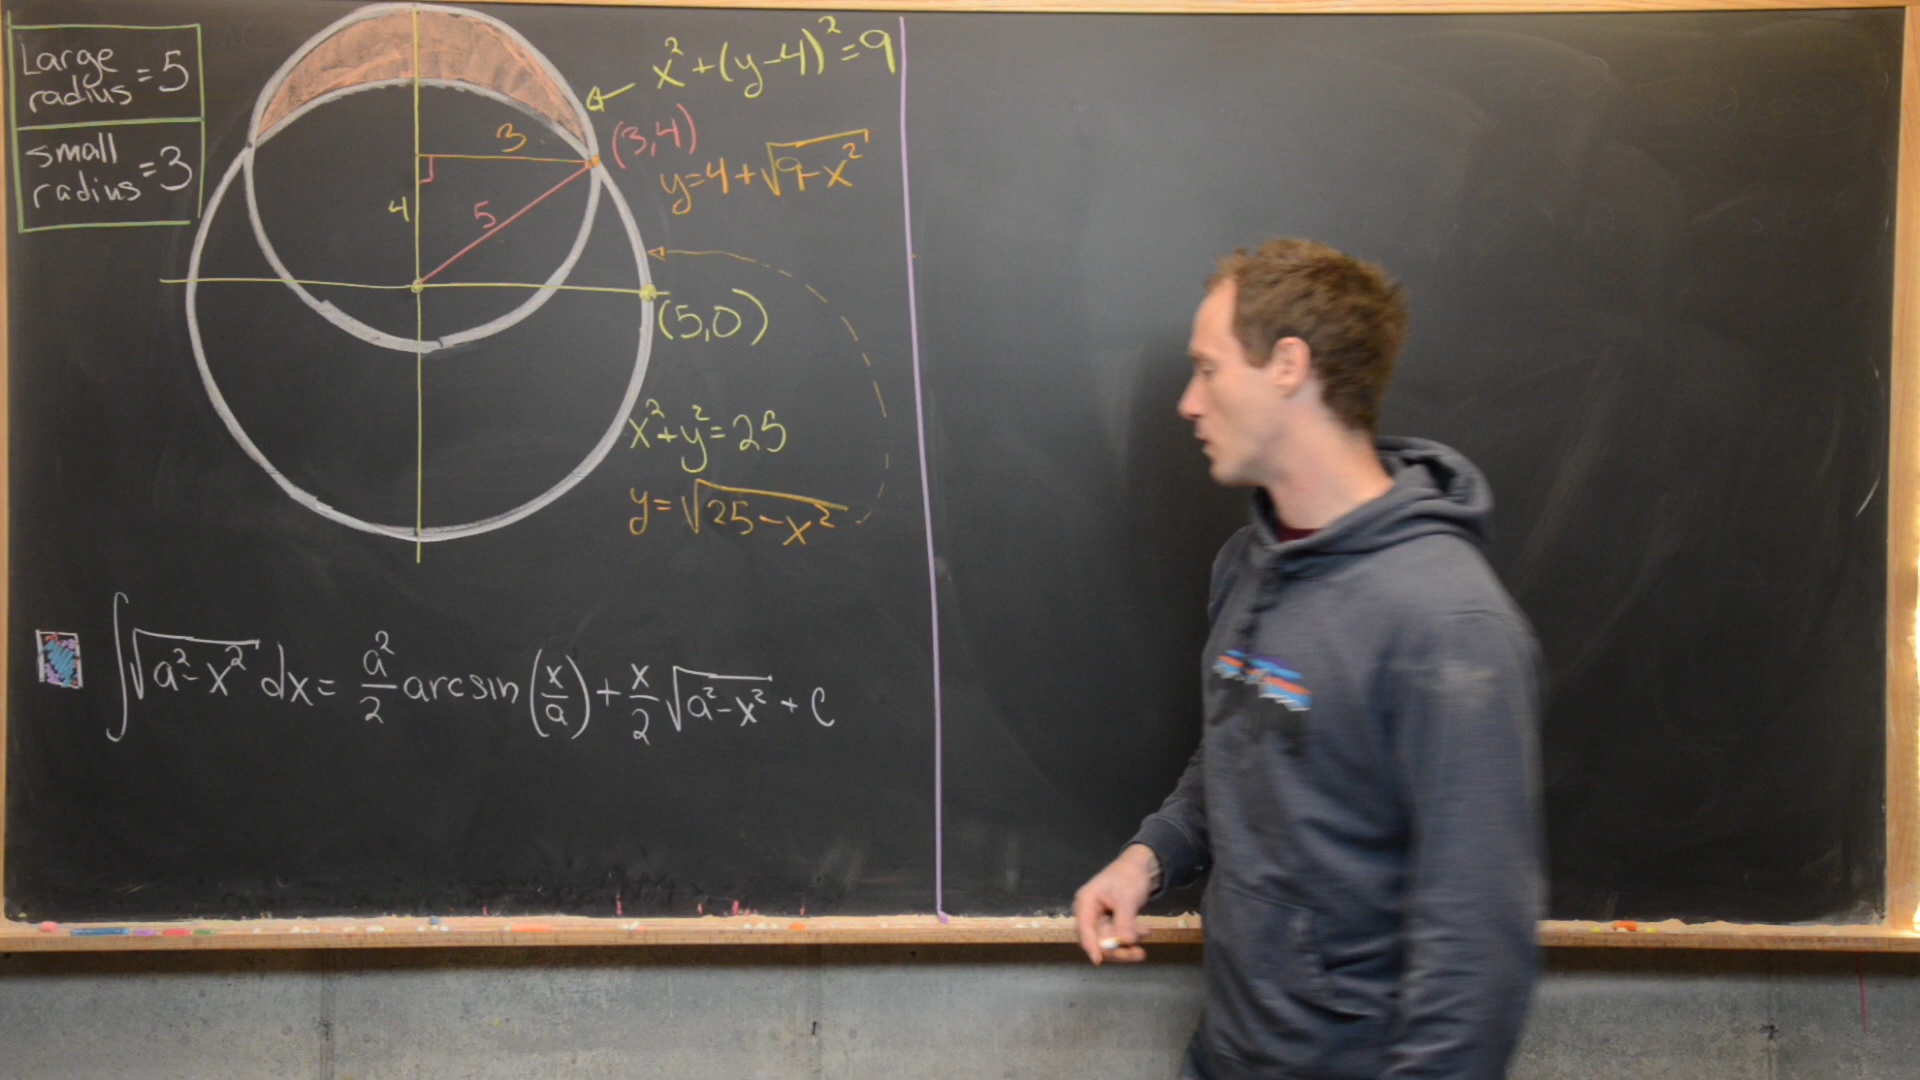 Large radius = 5
small radius = 3
x² + (y-4)² = 9
3
(3,4)
y = 4 + √(9-x²)
4
5
(5,0)
x² + y² = 25
y = √(25-x²)
∫√(a²-x²) dx = a²/2 arcsin(x/a) + x/2 √(a²-x²) + C